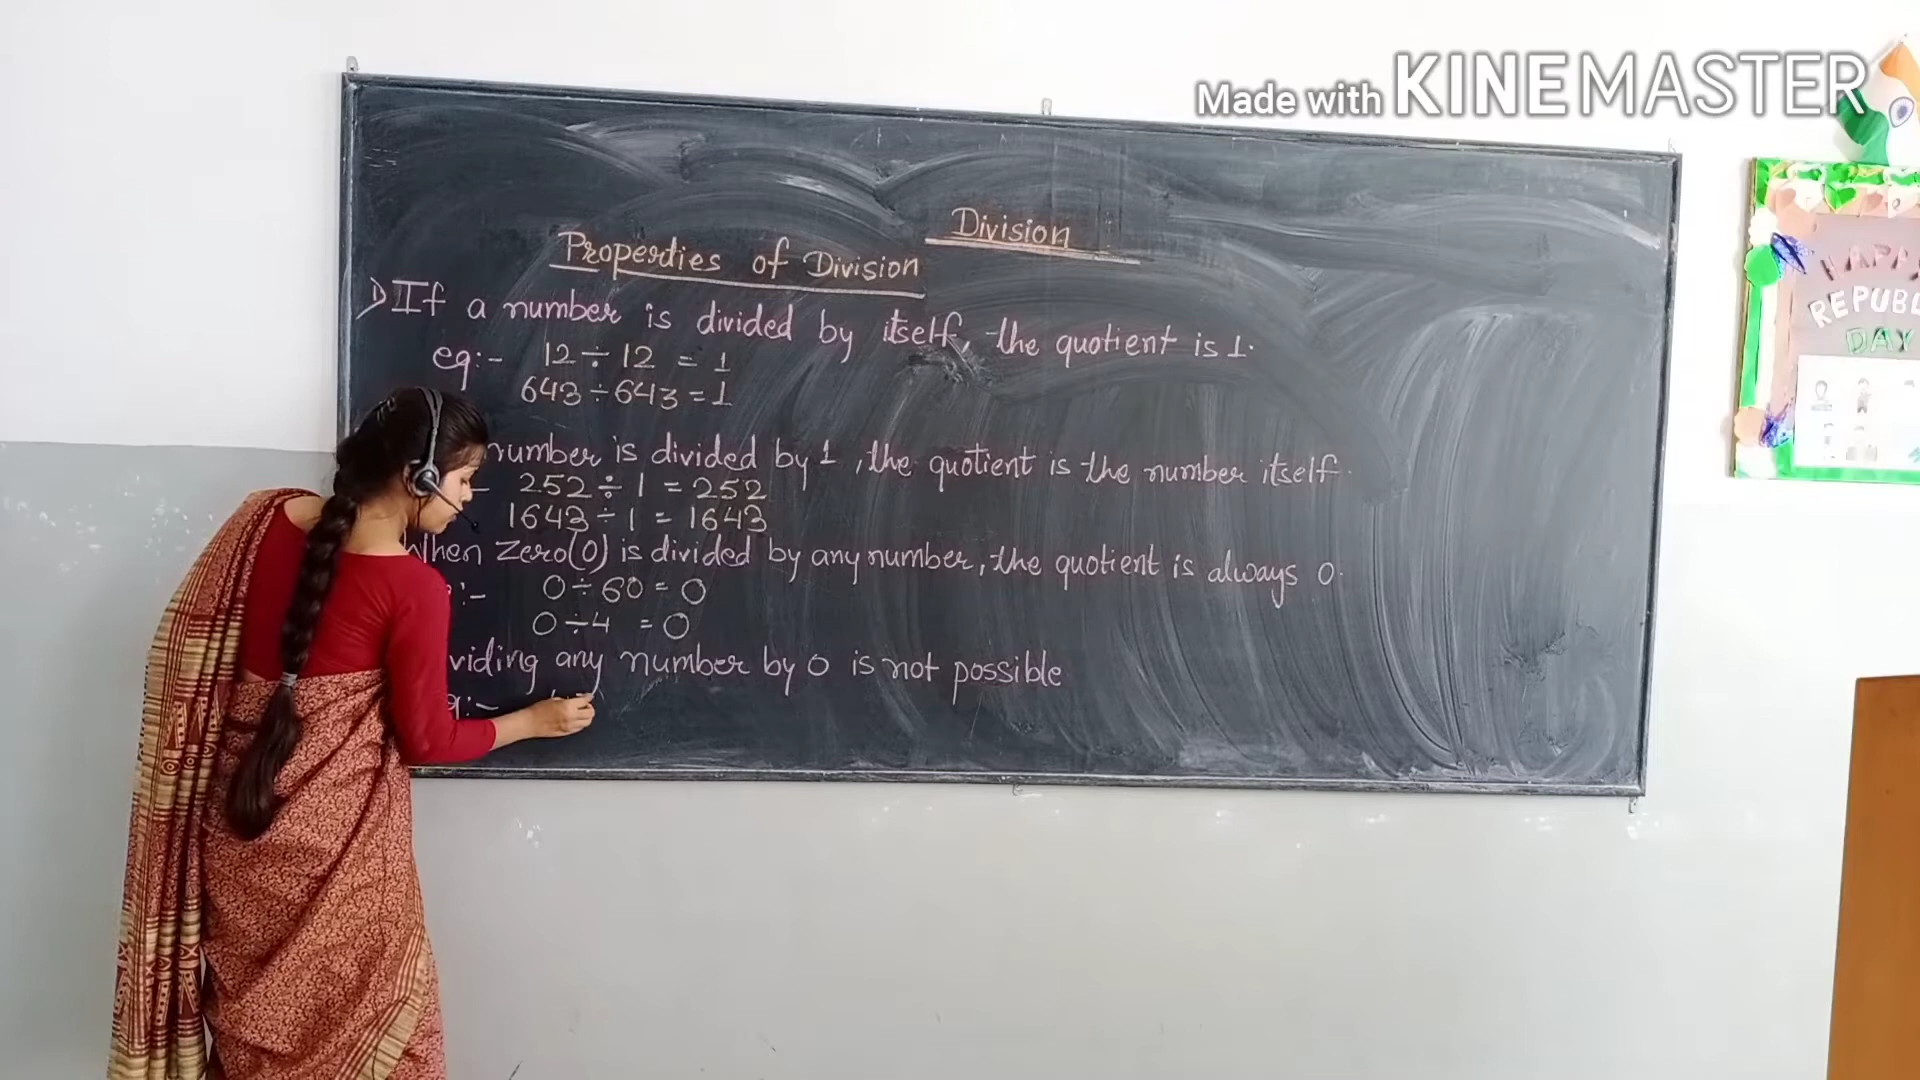 Made with KINEMASTER
Division
Properties of Division
1) If a number is divided by itself, the quotient is 1.
eg:- 12 ÷ 12 = 1
643 ÷ 643 = 1
number is divided by 1, the quotient is the number itself.
252 ÷ 1 = 252
1643 ÷ 1 = 1643
When Zero(0) is divided by any number, the quotient is always 0.
:- 0 ÷ 60 = 0
0 ÷ 4 = 0
viding any number by 0 is not possible
g:-
HAPPY
REPUBL
DAY